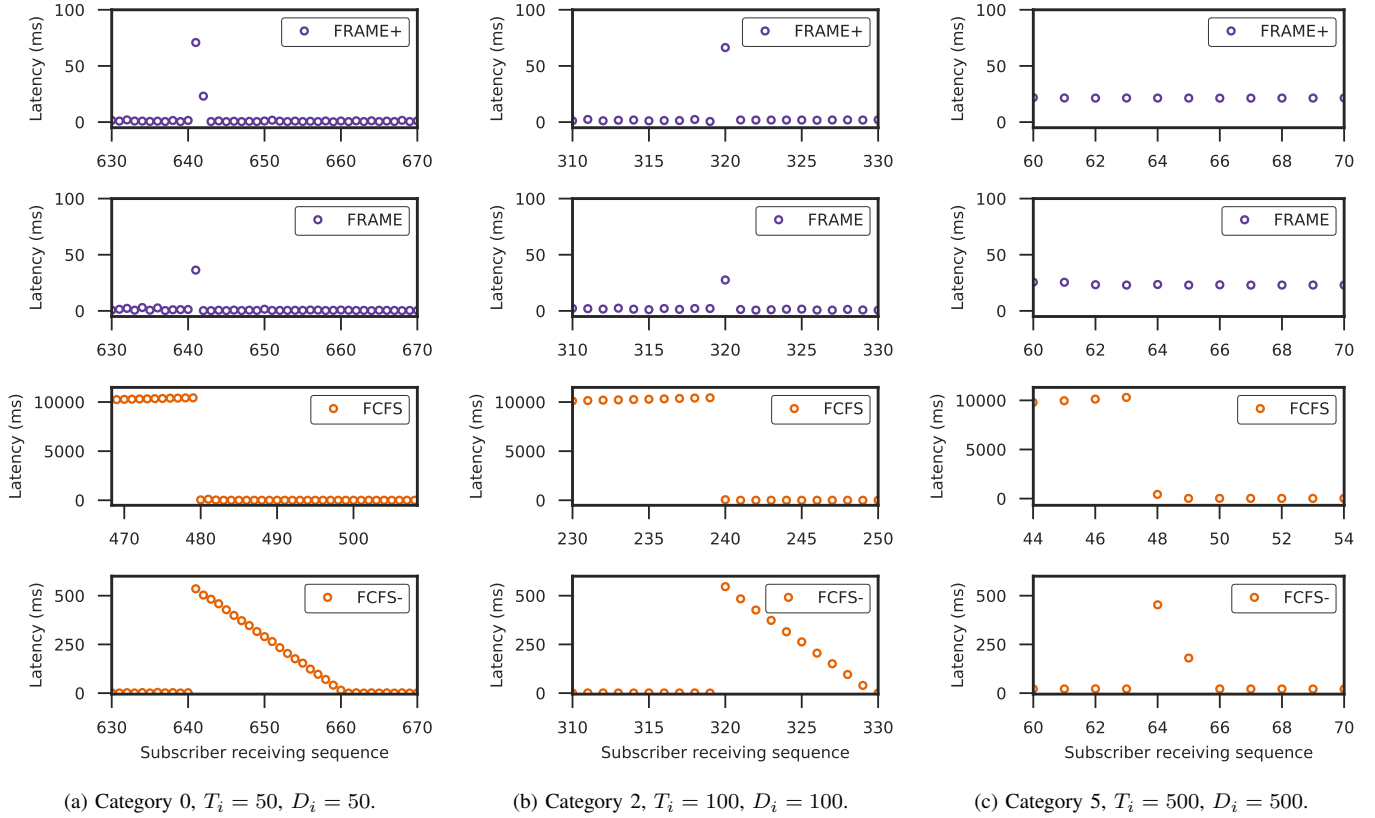 Latency (ms)
100
50
0
FRAME+
630 640 650 660 670
Latency (ms)
100
50
0
FRAME+
310 315 320 325 330
Latency (ms)
100
50
0
FRAME+
60 62 64 66 68 70
Latency (ms)
100
50
0
FRAME
630 640 650 660 670
Latency (ms)
100
50
0
FRAME
310 315 320 325 330
Latency (ms)
100
50
0
FRAME
60 62 64 66 68 70
Latency (ms)
10000
5000
0
FCFS
470 480 490 500
Latency (ms)
10000
5000
0
FCFS
230 235 240 245 250
Latency (ms)
10000
5000
0
FCFS
44 46 48 50 52 54
Latency (ms)
500
250
0
FCFS-
630 640 650 660 670
Subscriber receiving sequence
Latency (ms)
500
250
0
FCFS-
310 315 320 325 330
Subscriber receiving sequence
Latency (ms)
500
250
0
FCFS-
60 62 64 66 68 70
Subscriber receiving sequence
(a) Category 0, T_i = 50, D_i = 50.
(b) Category 2, T_i = 100, D_i = 100.
(c) Category 5, T_i = 500, D_i = 500.